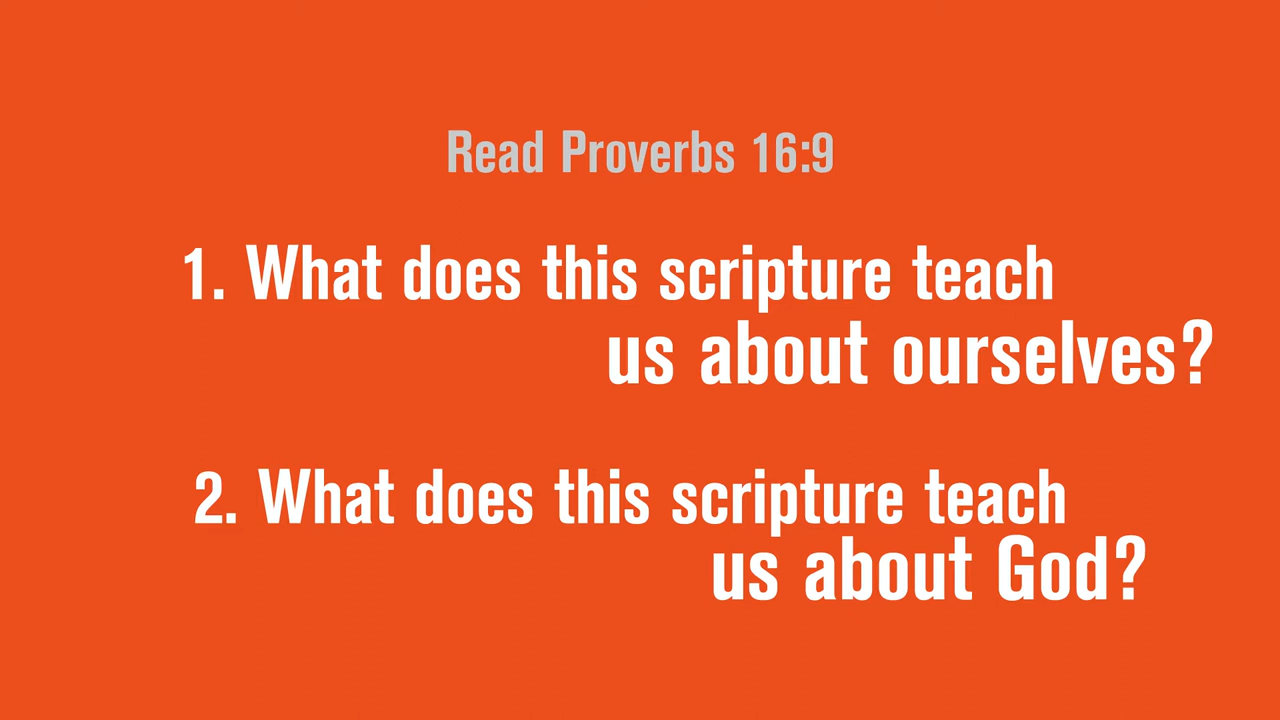 Read Proverbs 16:9
1. What does this scripture teach
us about ourselves?
2. What does this scripture teach
us about God?